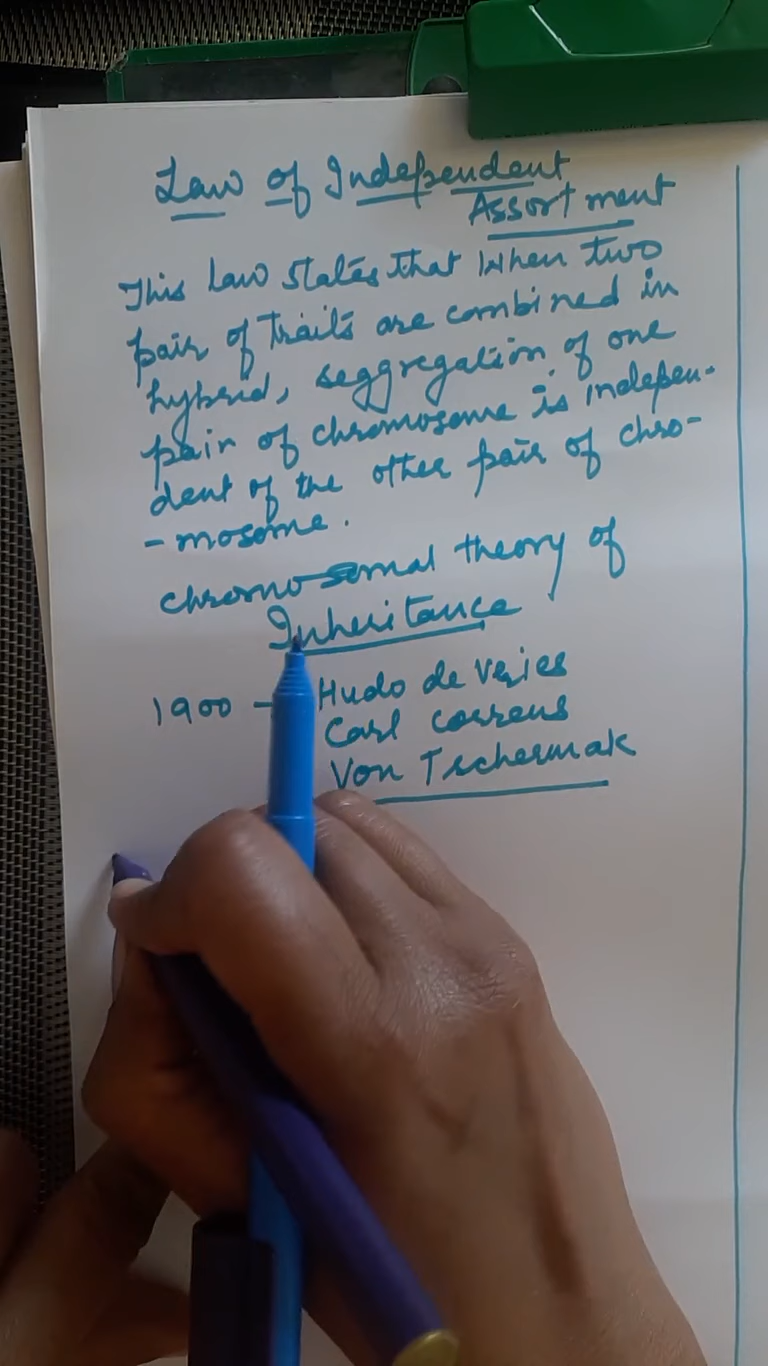 Law of Independent
Assortment
This Law states that When two
pair of traits are combined in
hybrid, seggregation of one
pair of chromosome is indepen-
dent of the other pair of chro-
-mosome.
chromosomal theory of
Inheritance
1900 - Hudo de Vries
Carl correns
Von Tschermak